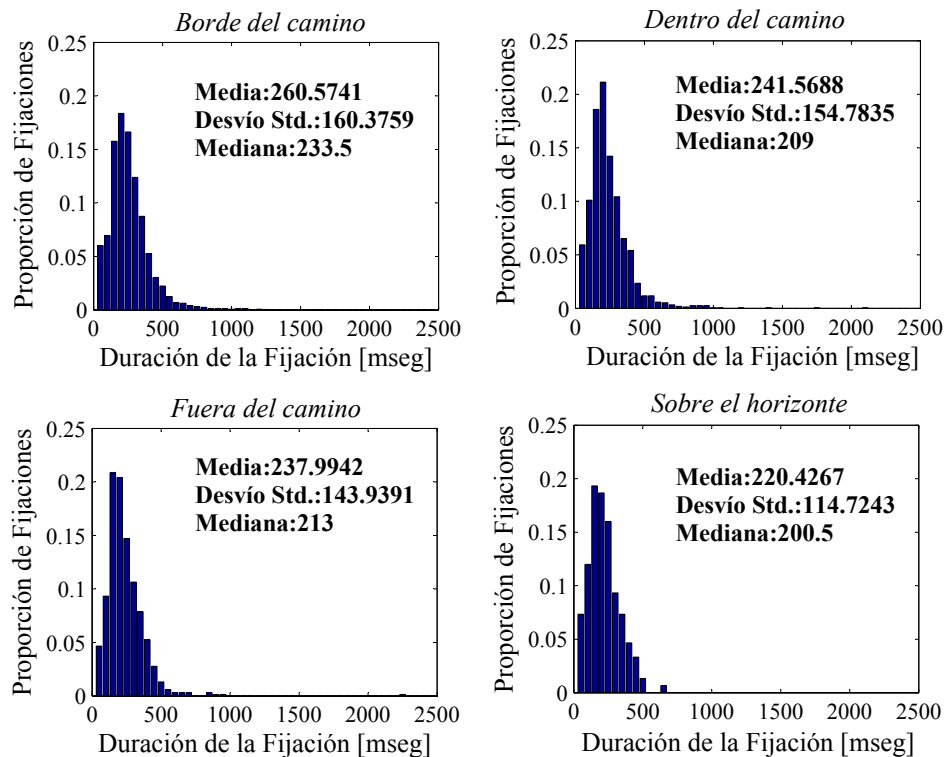 Borde del camino
Proporción de Fijaciones
0.25
0.2
0.15
0.1
0.05
0
Media:260.5741
Desvío Std.:160.3759
Mediana:233.5
0 500 1000 1500 2000 2500
Duración de la Fijación [mseg]
Dentro del camino
Proporción de Fijaciones
0.25
0.2
0.15
0.1
0.05
0
Media:241.5688
Desvío Std.:154.7835
Mediana:209
0 500 1000 1500 2000 2500
Duración de la Fijación [mseg]
Fuera del camino
Proporción de Fijaciones
0.25
0.2
0.15
0.1
0.05
0
Media:237.9942
Desvío Std.:143.9391
Mediana:213
0 500 1000 1500 2000 2500
Duración de la Fijación [mseg]
Sobre el horizonte
Proporción de Fijaciones
0.25
0.2
0.15
0.1
0.05
0
Media:220.4267
Desvío Std.:114.7243
Mediana:200.5
0 500 1000 1500 2000 2500
Duración de la Fijación [mseg]